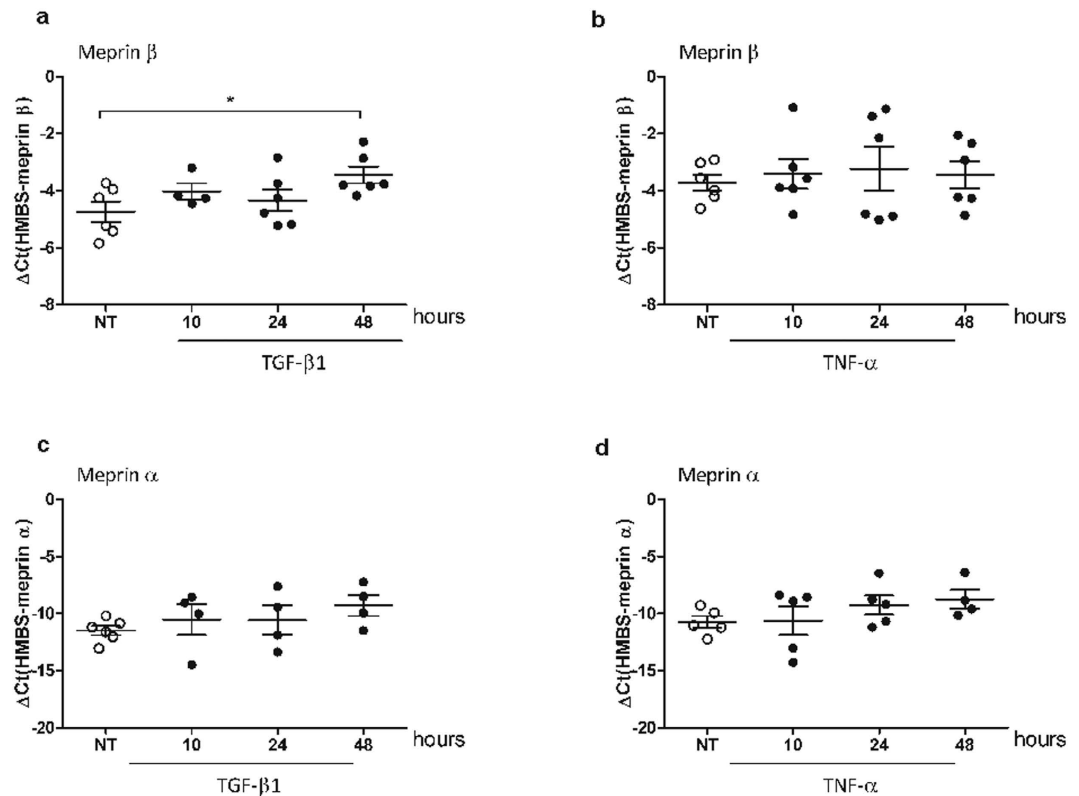 a
Meprin β
ΔCt(HMBS-meprin β)
0
-2
-4
-6
-8
*
NT 10 24 48 hours
TGF-β1
b
Meprin β
ΔCt(HMBS-meprin β)
0
-2
-4
-6
-8
NT 10 24 48 hours
TNF-α
c
Meprin α
ΔCt(HMBS-meprin α)
0
-5
-10
-15
-20
NT 10 24 48 hours
TGF-β1
d
Meprin α
ΔCt(HMBS-meprin α)
0
-5
-10
-15
-20
NT 10 24 48 hours
TNF-α